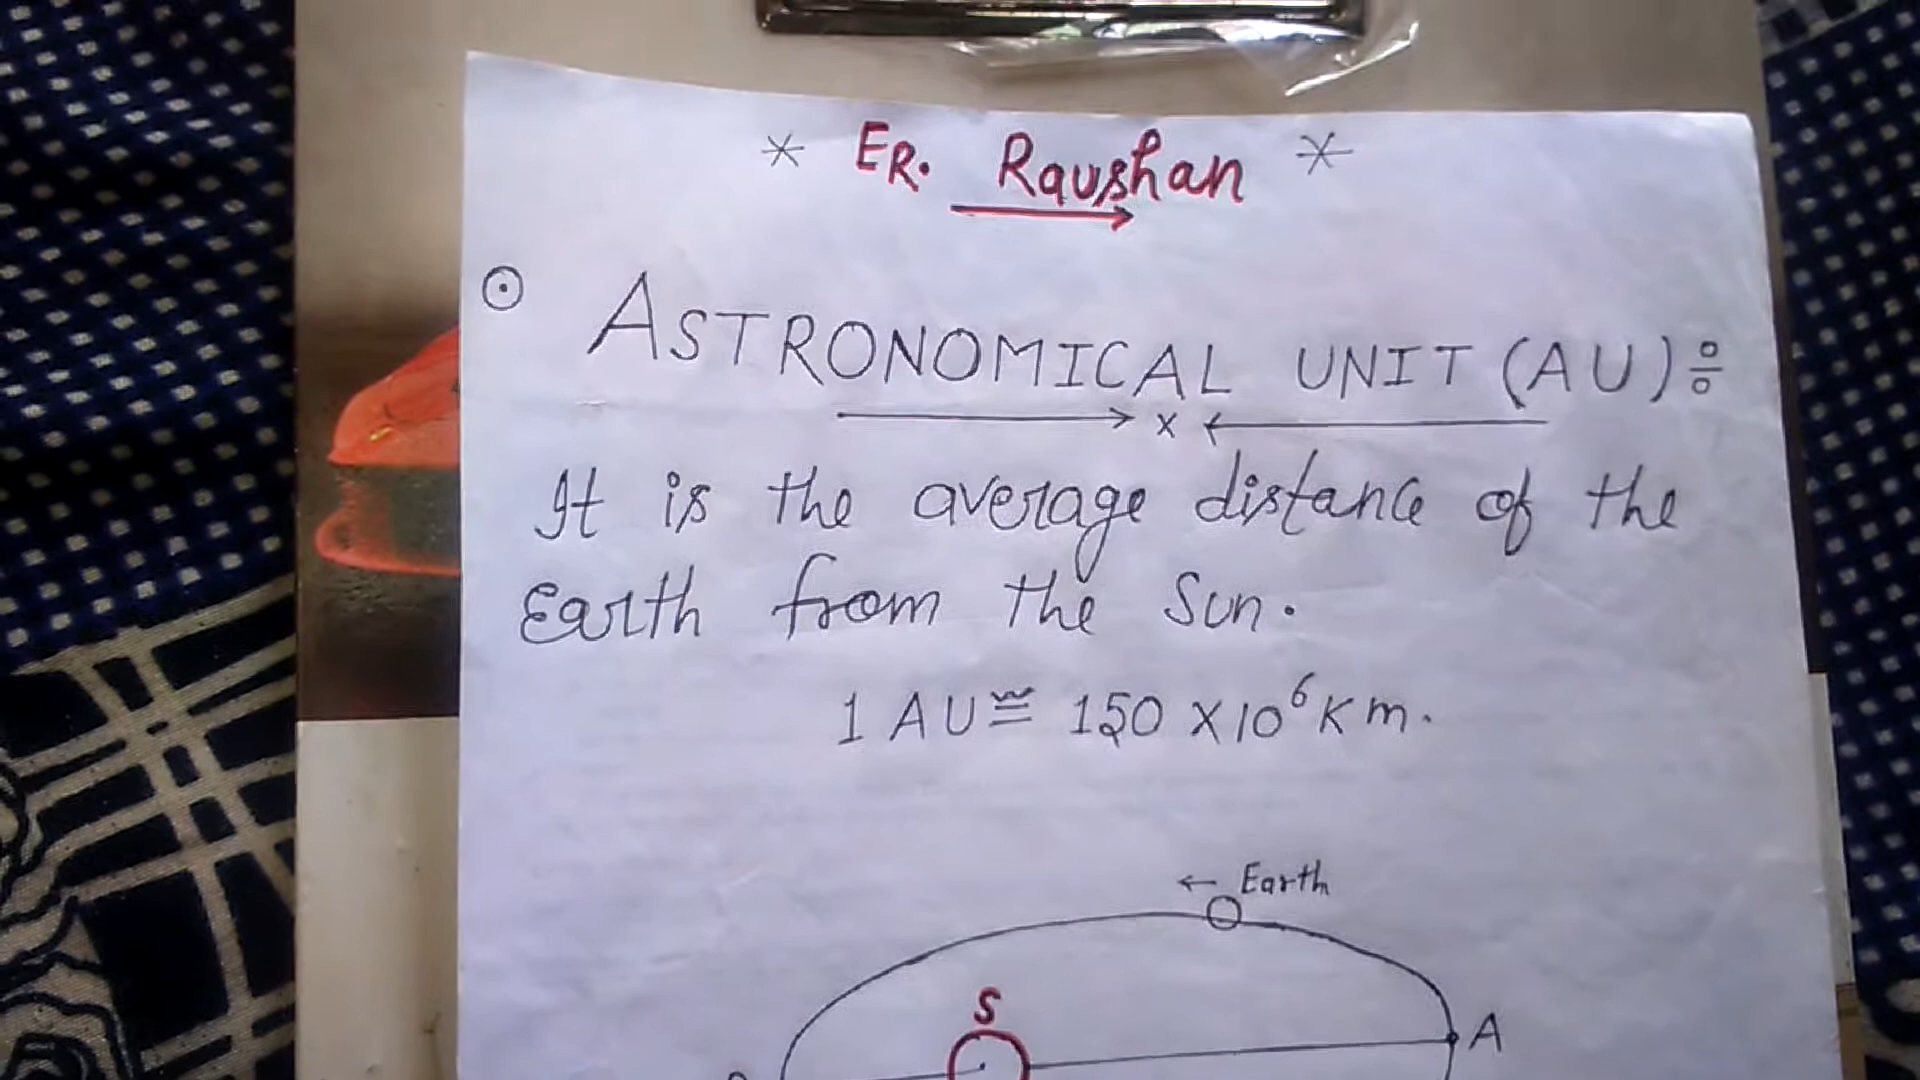 * ER. Raushan *
ASTRONOMICAL UNIT (AU) ÷
It is the average distance of the
Earth from the Sun.
1 AU ≅ 150 X 10⁶ Km.
← Earth
S
A